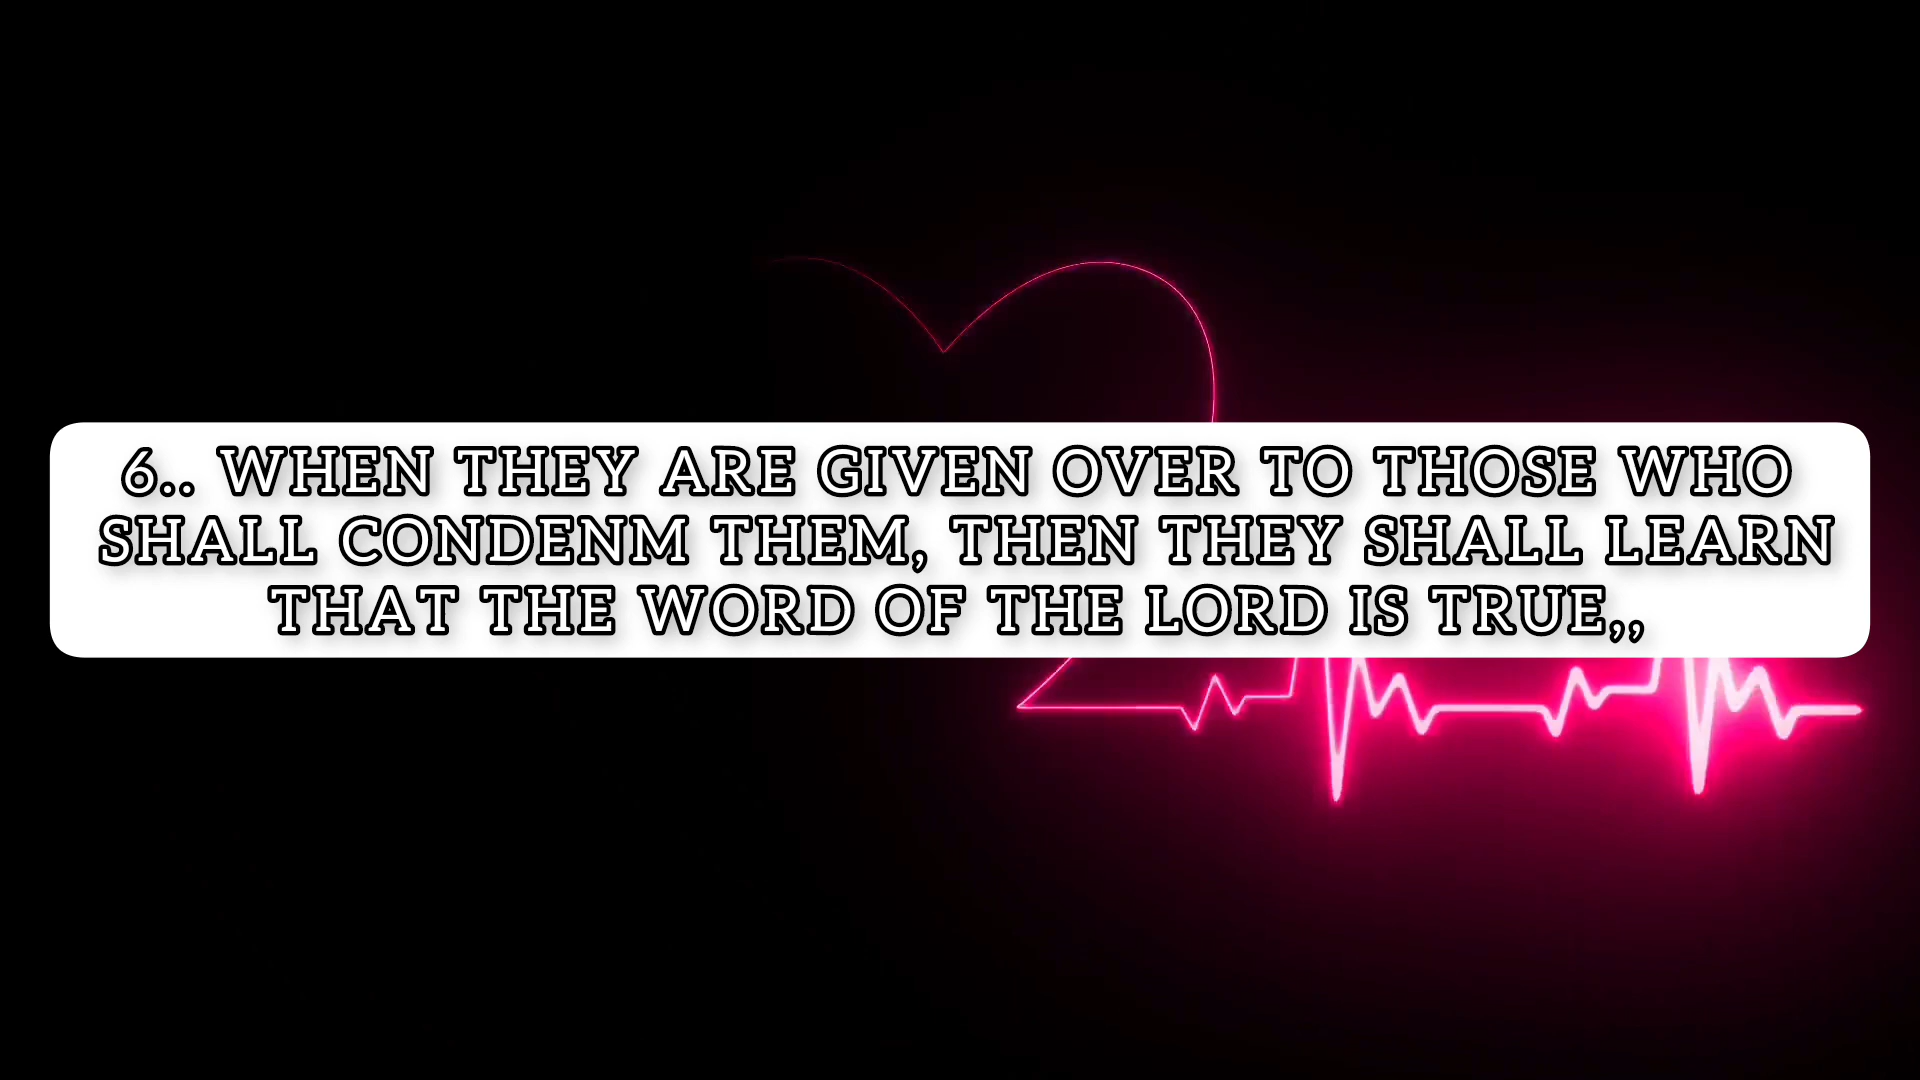 6.. WHEN THEY ARE GIVEN OVER TO THOSE WHO
SHALL CONDENM THEM, THEN THEY SHALL LEARN
THAT THE WORD OF THE LORD IS TRUE,,